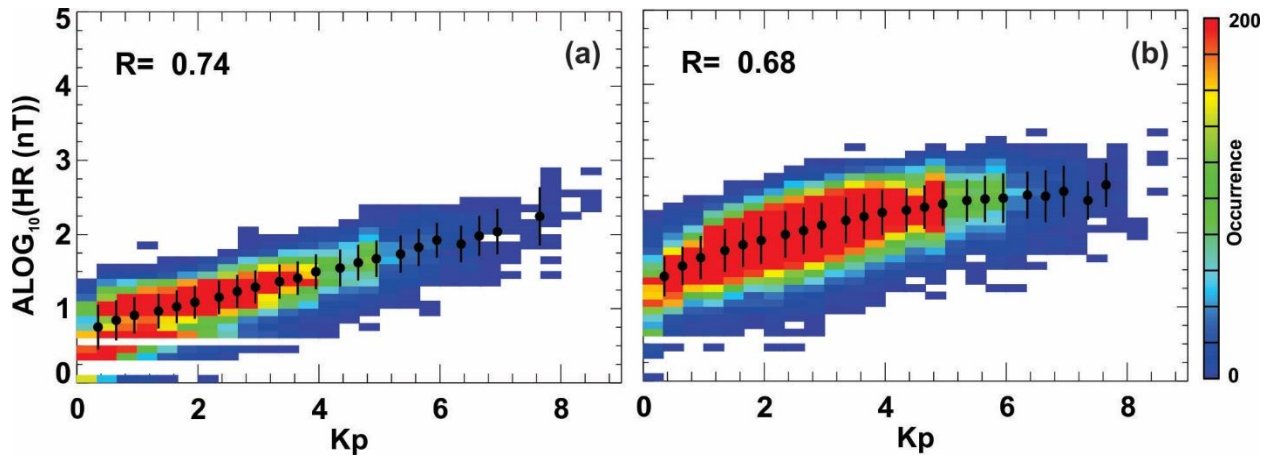 5
4
3
2
1
0
ALOG₁₀(HR (nT))
R= 0.74
(a)
0 2 4 6 8
Kp
R= 0.68
(b)
0 2 4 6 8
Kp
200
Occurrence
0